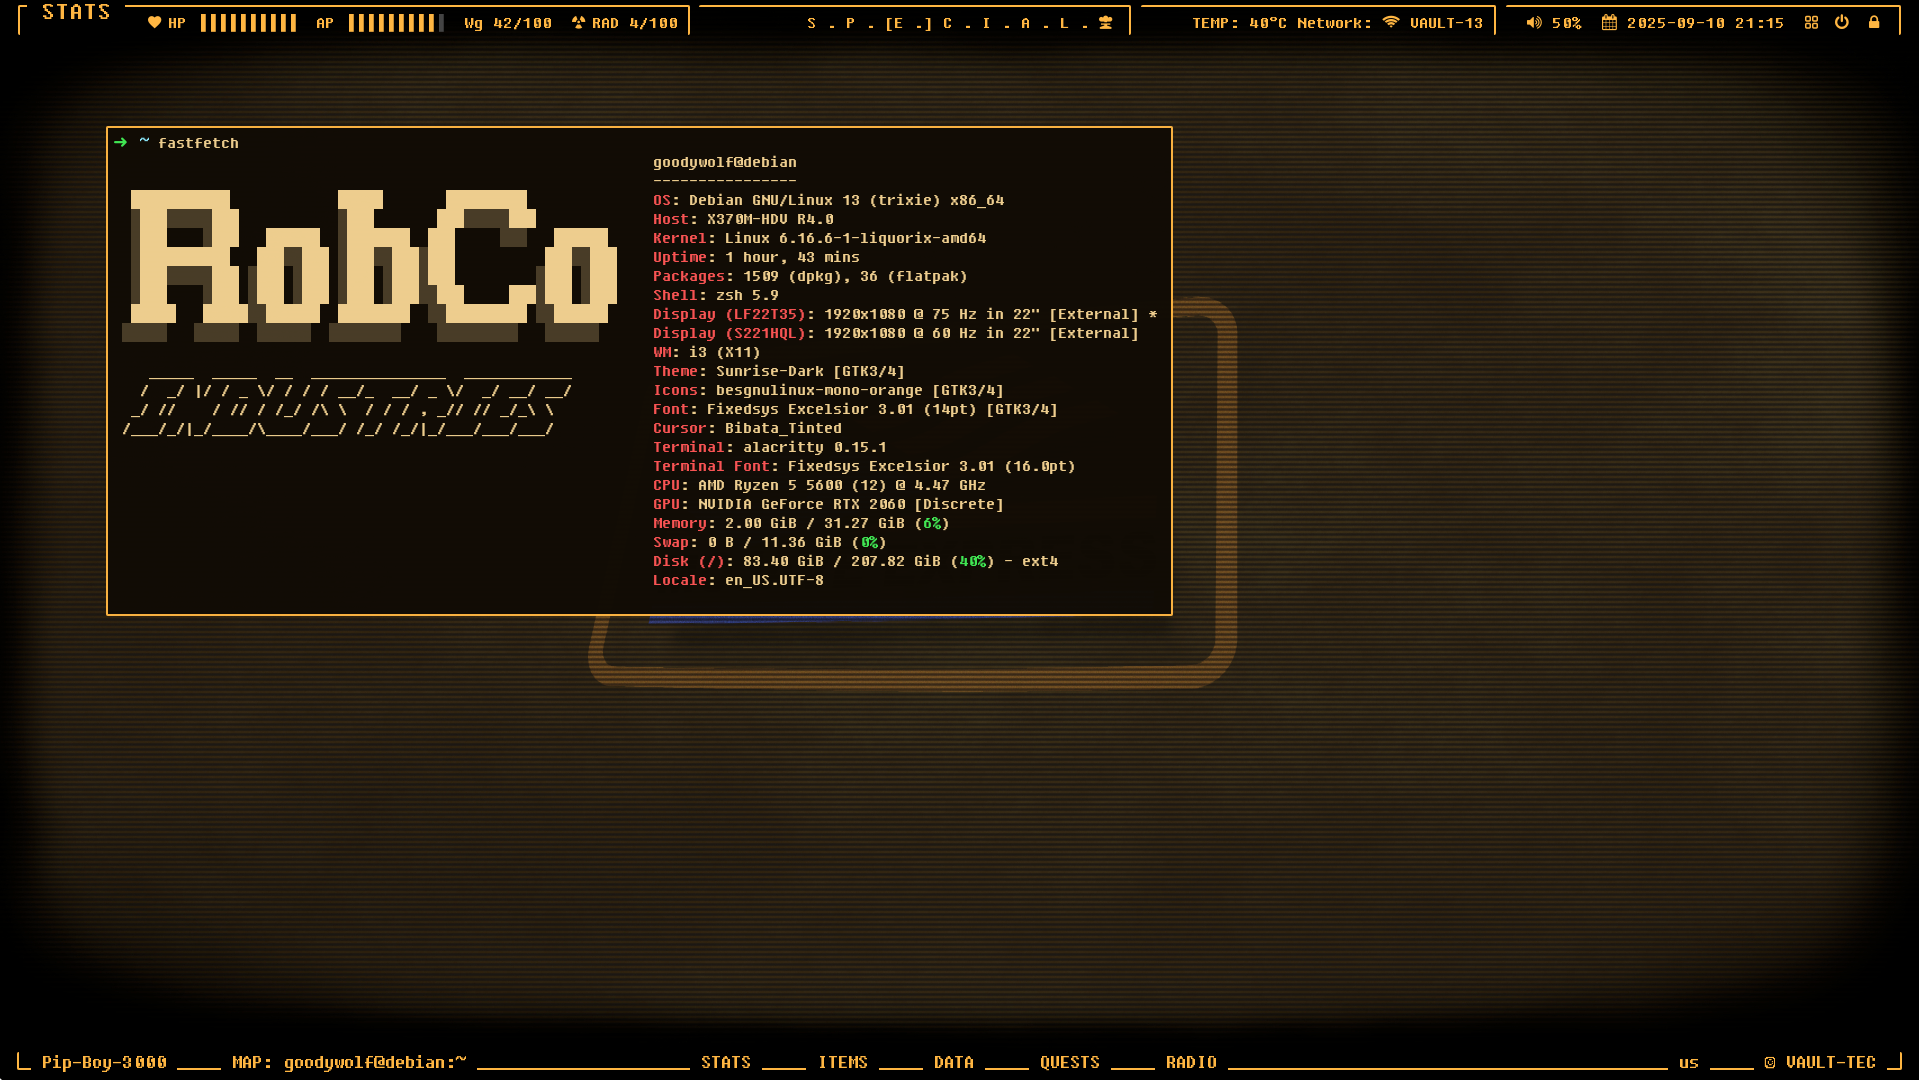 STATS
HP AP Wg 42/100 RAD 4/100
S . P . [E .] C . I . A . L .
TEMP: 40°C Network: VAULT-13
50% 2025-09-10 21:15
➜ ~ fastfetch
RobCo
INDUSTRIES
goodywolf@debian
----------------
OS: Debian GNU/Linux 13 (trixie) x86_64
Host: X370M-HDV R4.0
Kernel: Linux 6.16.6-1-liquorix-amd64
Uptime: 1 hour, 43 mins
Packages: 1509 (dpkg), 36 (flatpak)
Shell: zsh 5.9
Display (LF22T35): 1920x1080 @ 75 Hz in 22" [External] *
Display (S221HQL): 1920x1080 @ 60 Hz in 22" [External]
WM: i3 (X11)
Theme: Sunrise-Dark [GTK3/4]
Icons: besgnulinux-mono-orange [GTK3/4]
Font: Fixedsys Excelsior 3.01 (14pt) [GTK3/4]
Cursor: Bibata_Tinted
Terminal: alacritty 0.15.1
Terminal Font: Fixedsys Excelsior 3.01 (16.0pt)
CPU: AMD Ryzen 5 5600 (12) @ 4.47 GHz
GPU: NVIDIA GeForce RTX 2060 [Discrete]
Memory: 2.00 GiB / 31.27 GiB (6%)
Swap: 0 B / 11.36 GiB (0%)
Disk (/): 83.40 GiB / 207.82 GiB (40%) - ext4
Locale: en_US.UTF-8
Pip-Boy-3000 MAP: goodywolf@debian:~ STATS ITEMS DATA QUESTS RADIO us VAULT-TEC